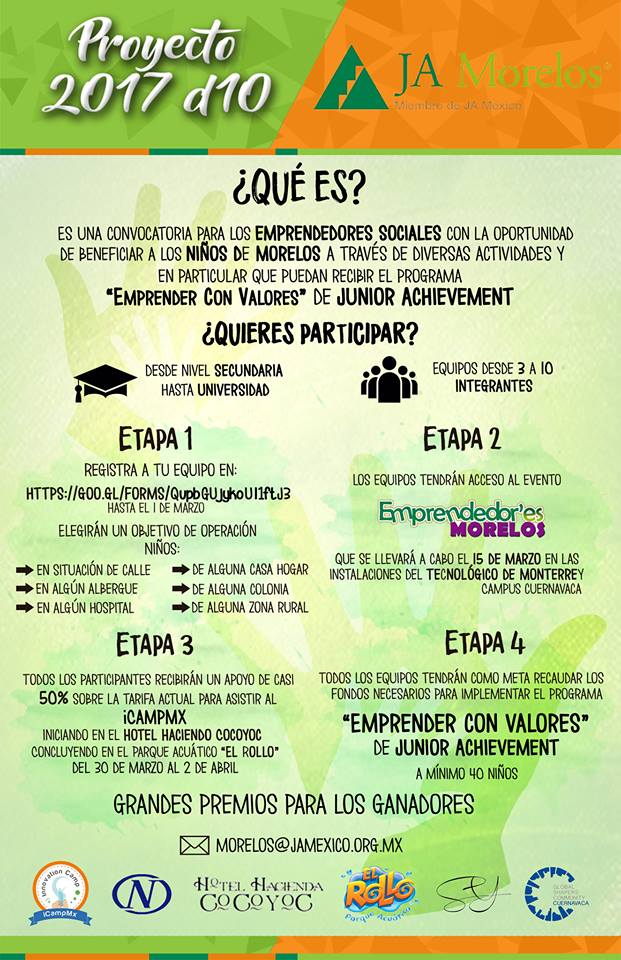 Proyecto
2017 d10
JA Morelos
Miembro de JA México
¿QUÉ ES?
ES UNA CONVOCATORIA PARA LOS EMPRENDEDORES SOCIALES CON LA OPORTUNIDAD
DE BENEFICIAR A LOS NIÑOS DE MORELOS A TRAVÉS DE DIVERSAS ACTIVIDADES Y
EN PARTICULAR QUE PUEDAN RECIBIR EL PROGRAMA
"EMPRENDER CON VALORES" DE JUNIOR ACHIEVEMENT
¿QUIERES PARTICIPAR?
DESDE NIVEL SECUNDARIA
HASTA UNIVERSIDAD
EQUIPOS DESDE 3 A 10
INTEGRANTES
ETAPA 1
REGISTRA A TU EQUIPO EN:
HTTPS://GOO.GL/FORMS/QupbGUJykoUI1ftJ3
HASTA EL 1 DE MARZO
ELEGIRÁN UN OBJETIVO DE OPERACIÓN
NIÑOS:
EN SITUACIÓN DE CALLE
EN ALGÚN ALBERGUE
EN ALGÚN HOSPITAL
DE ALGUNA CASA HOGAR
DE ALGUNA COLONIA
DE ALGUNA ZONA RURAL
ETAPA 2
LOS EQUIPOS TENDRÁN ACCESO AL EVENTO
Emprendedor'es
MORELOS
QUE SE LLEVARÁ A CABO EL 15 DE MARZO EN LAS
INSTALACIONES DEL TECNOLÓGICO DE MONTERREY
CAMPUS CUERNAVACA
ETAPA 3
TODOS LOS PARTICIPANTES RECIBIRÁN UN APOYO DE CASI
50% SOBRE LA TARIFA ACTUAL PARA ASISTIR AL
iCAMPMX
INICIANDO EN EL HOTEL HACIENDO COCOYOC
CONCLUYENDO EN EL PARQUE ACUÁTICO "EL ROLLO"
DEL 30 DE MARZO AL 2 DE ABRIL
ETAPA 4
TODOS LOS EQUIPOS TENDRÁN COMO META RECAUDAR LOS
FONDOS NECESARIOS PARA IMPLEMENTAR EL PROGRAMA
"EMPRENDER CON VALORES"
DE JUNIOR ACHIEVEMENT
A MÍNIMO 40 NIÑOS
GRANDES PREMIOS PARA LOS GANADORES
MORELOS@JAMEXICO.ORG.MX
Innovation Camp
iCampMx
N
HOTEL HACIENDA
COCOYOC
EL ROLLO
Parque Acuático
GLOBAL
SHAPERS
COMMUNITY
CUERNAVACA